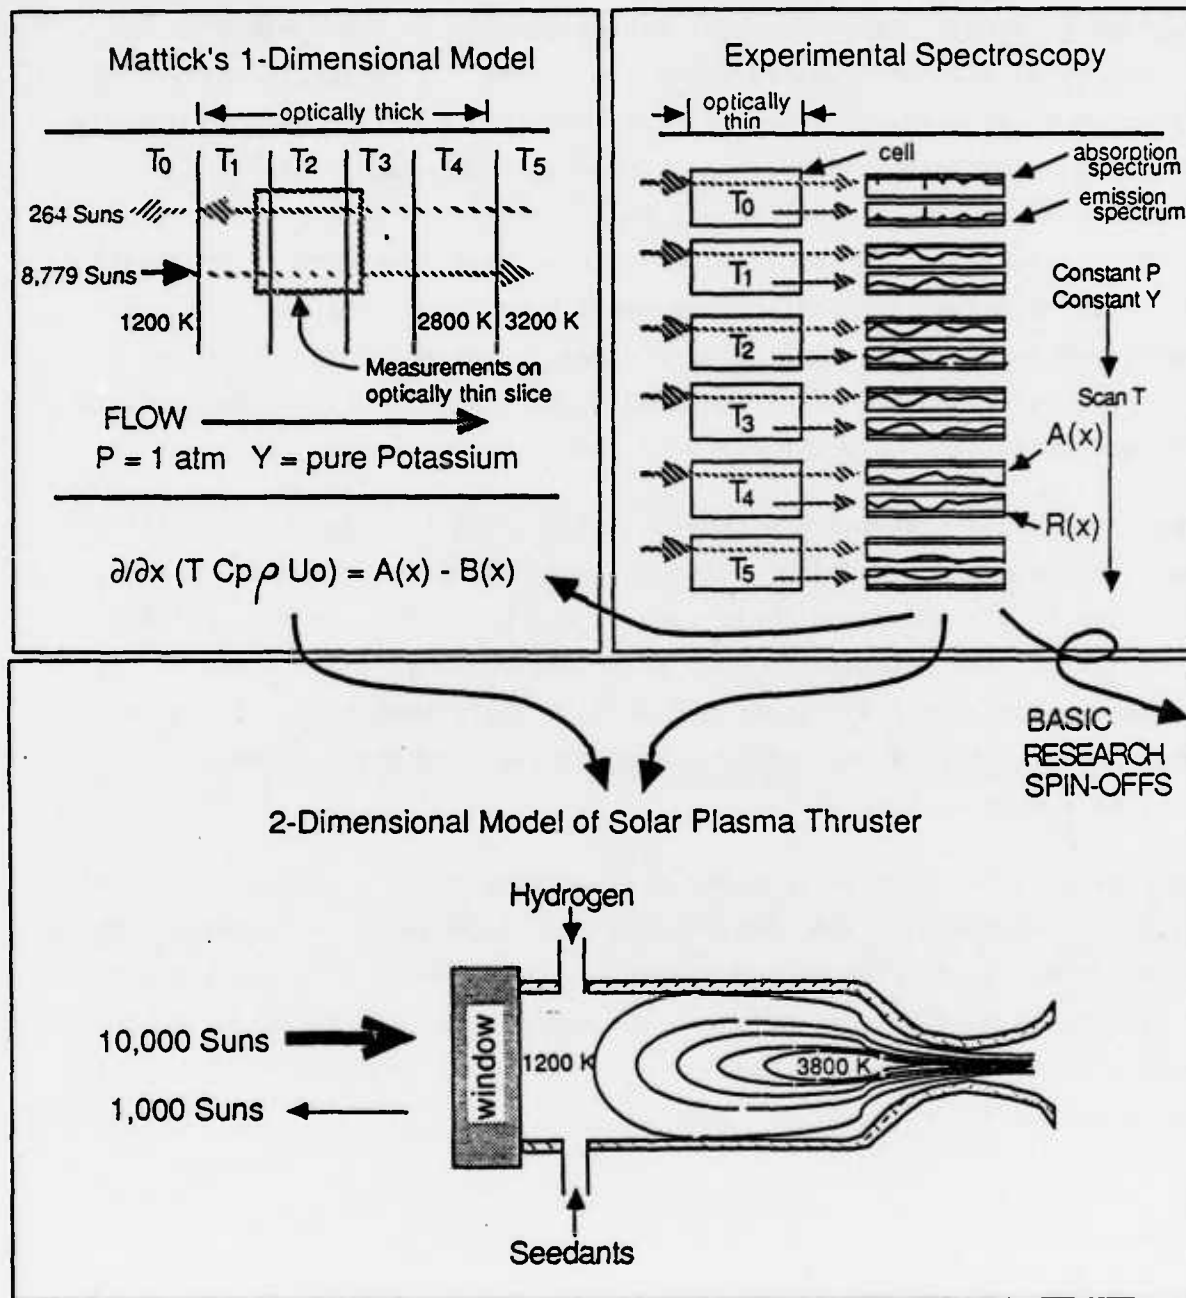 Mattick's 1-Dimensional Model
optically thick
T0 T1 T2 T3 T4 T5
264 Suns
8,779 Suns
1200 K 2800 K 3200 K
Measurements on
optically thin slice
FLOW
P = 1 atm Y = pure Potassium
∂/∂x (T Cp ρ Uo) = A(x) - B(x)
Experimental Spectroscopy
optically
thin
cell
absorption
spectrum
emission
spectrum
T0
T1
T2
T3
T4
T5
Constant P
Constant Y
Scan T
A(x)
R(x)
BASIC
RESEARCH
SPIN-OFFS
2-Dimensional Model of Solar Plasma Thruster
Hydrogen
10,000 Suns
1,000 Suns
window
1200 K
3800 K
Seedants